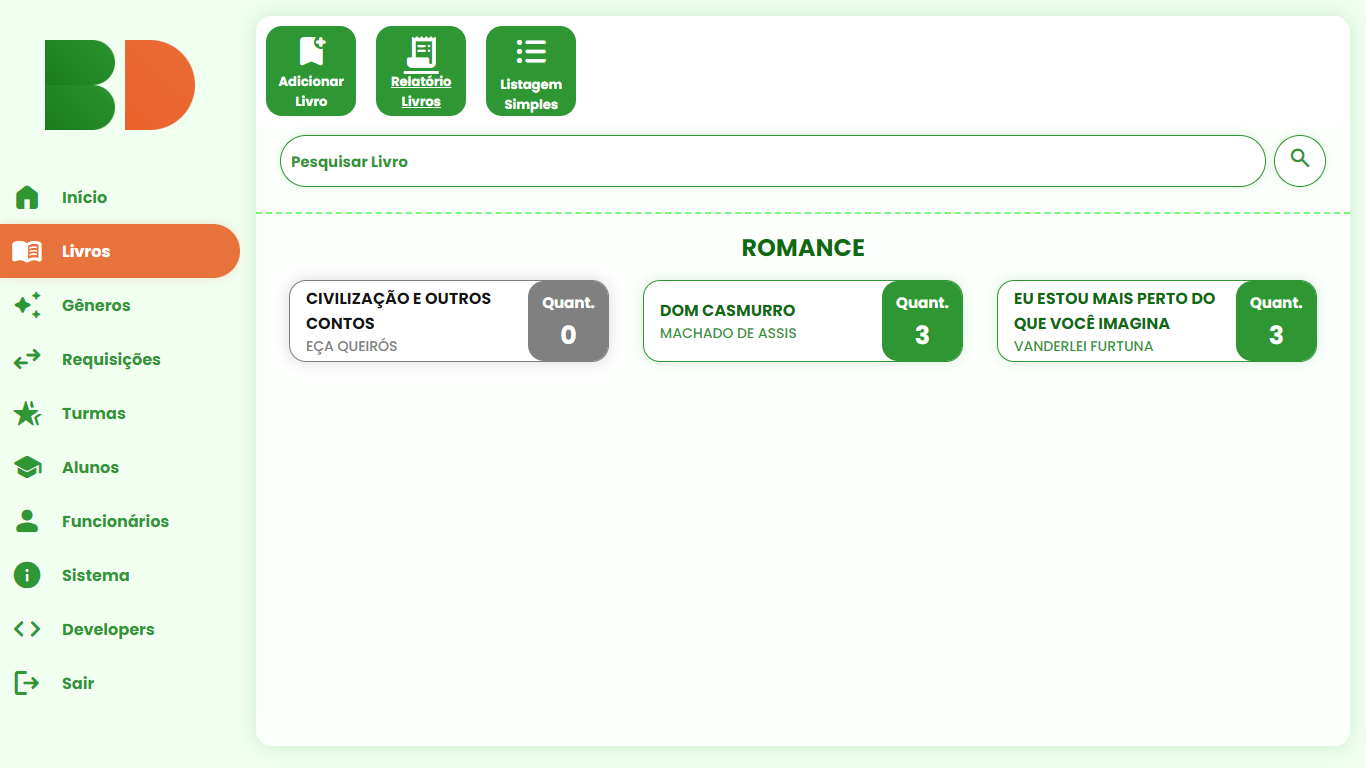 BD
Início
Livros
Gêneros
Requisições
Turmas
Alunos
Funcionários
Sistema
Developers
Sair
Adicionar
Livro
Relatório
Livros
Listagem
Simples
Pesquisar Livro
ROMANCE
CIVILIZAÇÃO E OUTROS
CONTOS
EÇA QUEIRÓS
Quant.
0
DOM CASMURRO
MACHADO DE ASSIS
Quant.
3
EU ESTOU MAIS PERTO DO
QUE VOCÊ IMAGINA
VANDERLEI FURTUNA
Quant.
3